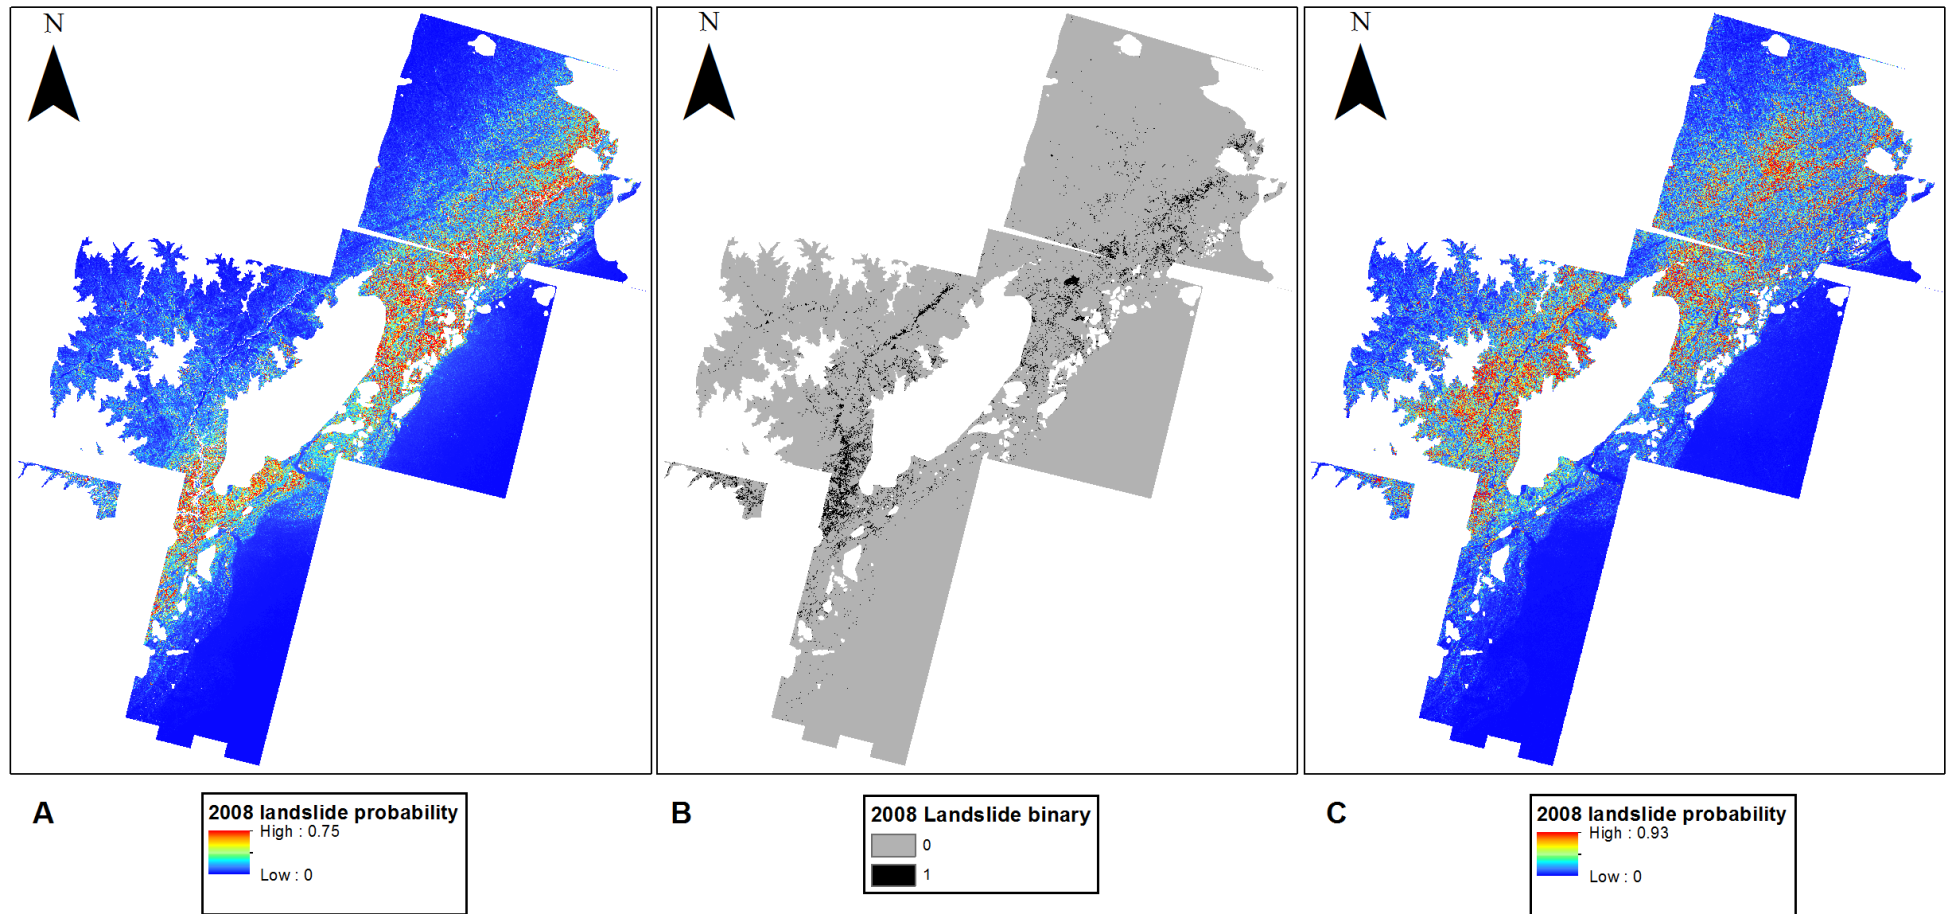 N
N
N
A
2008 landslide probability
High : 0.75
Low : 0
B
2008 Landslide binary
0
1
C
2008 landslide probability
High : 0.93
Low : 0